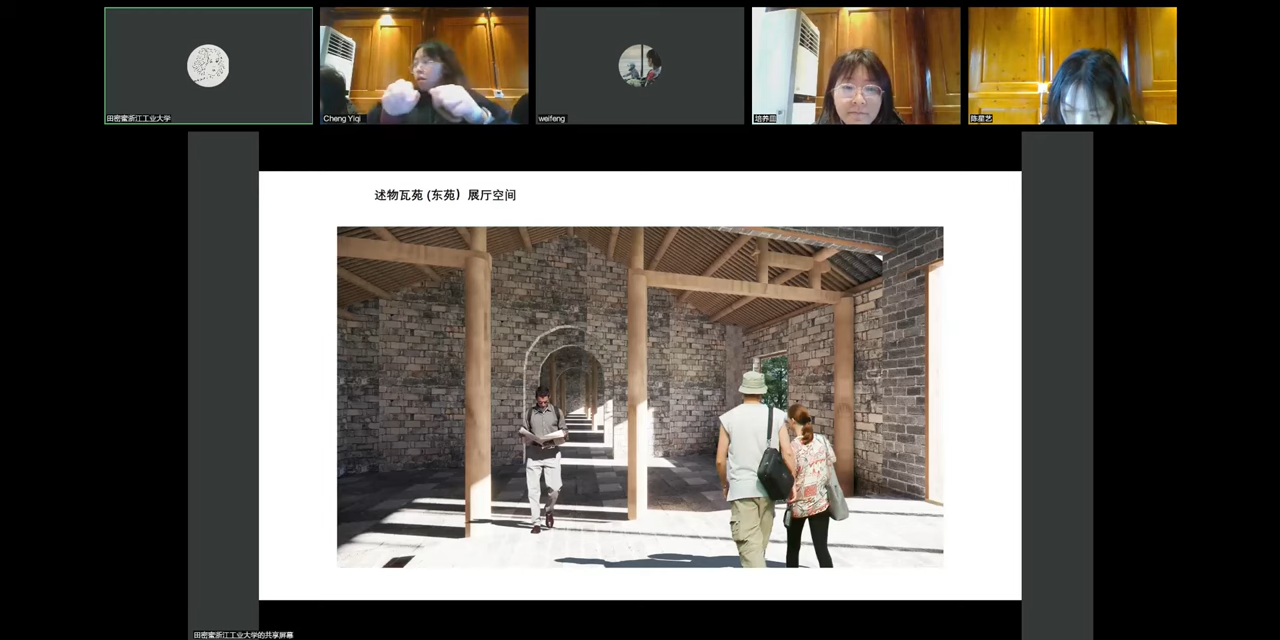 田密蜜浙江工业大学
Cheng Yiqi
weifeng
培养皿
陈星艺
述物瓦苑 (东苑) 展厅空间
田密蜜浙江工业大学的共享屏幕